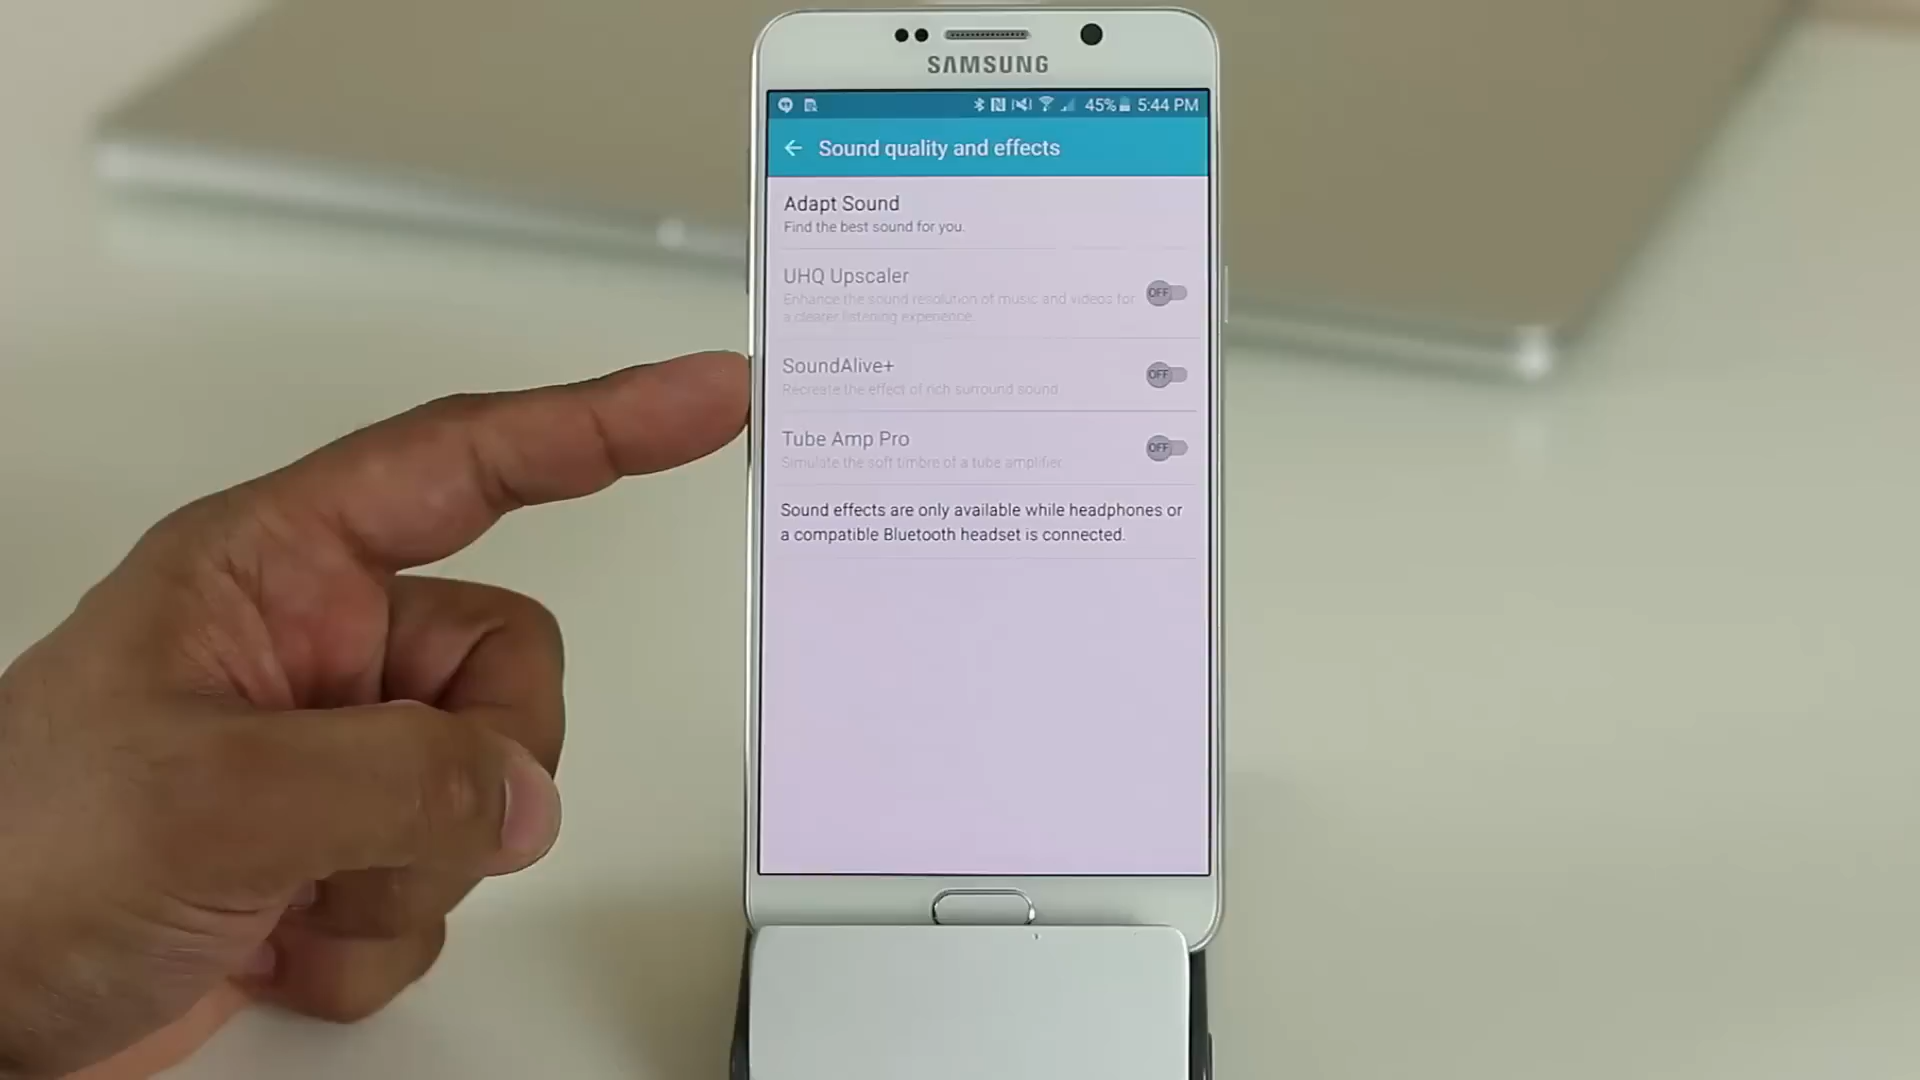 SAMSUNG
45% 5:44 PM
Sound quality and effects
Adapt Sound
Find the best sound for you.
UHQ Upscaler
Enhance the sound resolution of music and videos for
a clearer listening experience.
OFF
SoundAlive+
Recreate the effect of rich surround sound.
OFF
Tube Amp Pro
Simulate the soft timbre of a tube amplifier.
OFF
Sound effects are only available while headphones or
a compatible Bluetooth headset is connected.